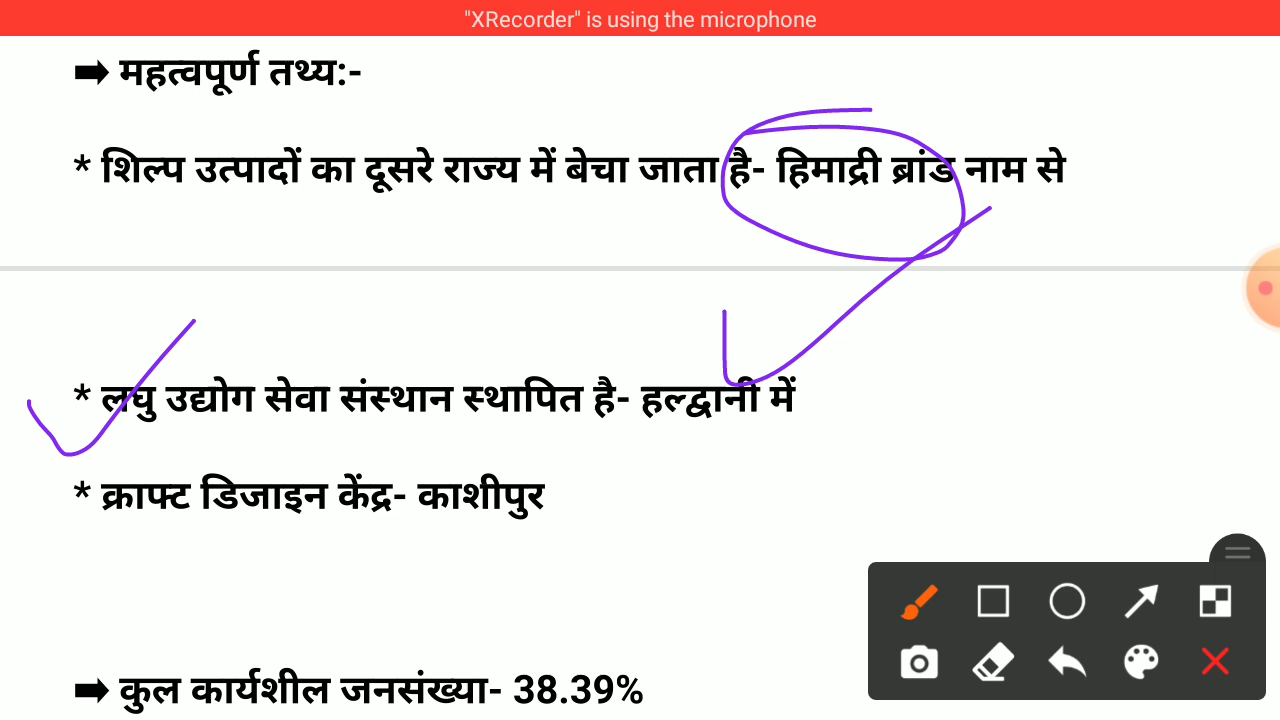 "XRecorder" is using the microphone
➡ महत्वपूर्ण तथ्य:-
* शिल्प उत्पादों का दूसरे राज्य में बेचा जाता है- हिमाद्री ब्रांड नाम से
* लघु उद्योग सेवा संस्थान स्थापित है- हल्द्वानी में
* क्राफ्ट डिजाइन केंद्र- काशीपुर
➡ कुल कार्यशील जनसंख्या- 38.39%